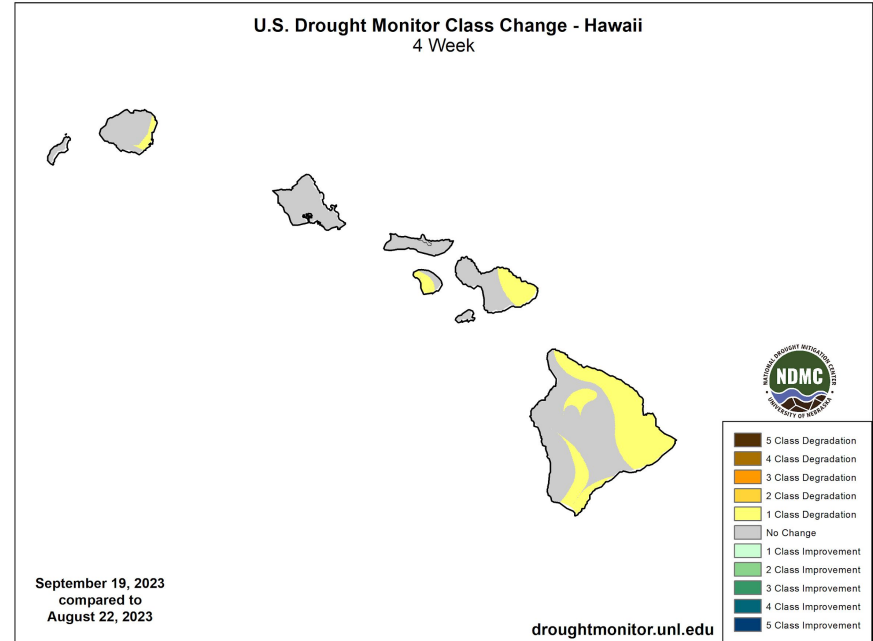 U.S. Drought Monitor Class Change - Hawaii
4 Week
NATIONAL DROUGHT MITIGATION CENTER
NDMC
UNIVERSITY OF NEBRASKA
5 Class Degradation
4 Class Degradation
3 Class Degradation
2 Class Degradation
1 Class Degradation
No Change
1 Class Improvement
2 Class Improvement
3 Class Improvement
4 Class Improvement
5 Class Improvement
September 19, 2023
compared to
August 22, 2023
droughtmonitor.unl.edu